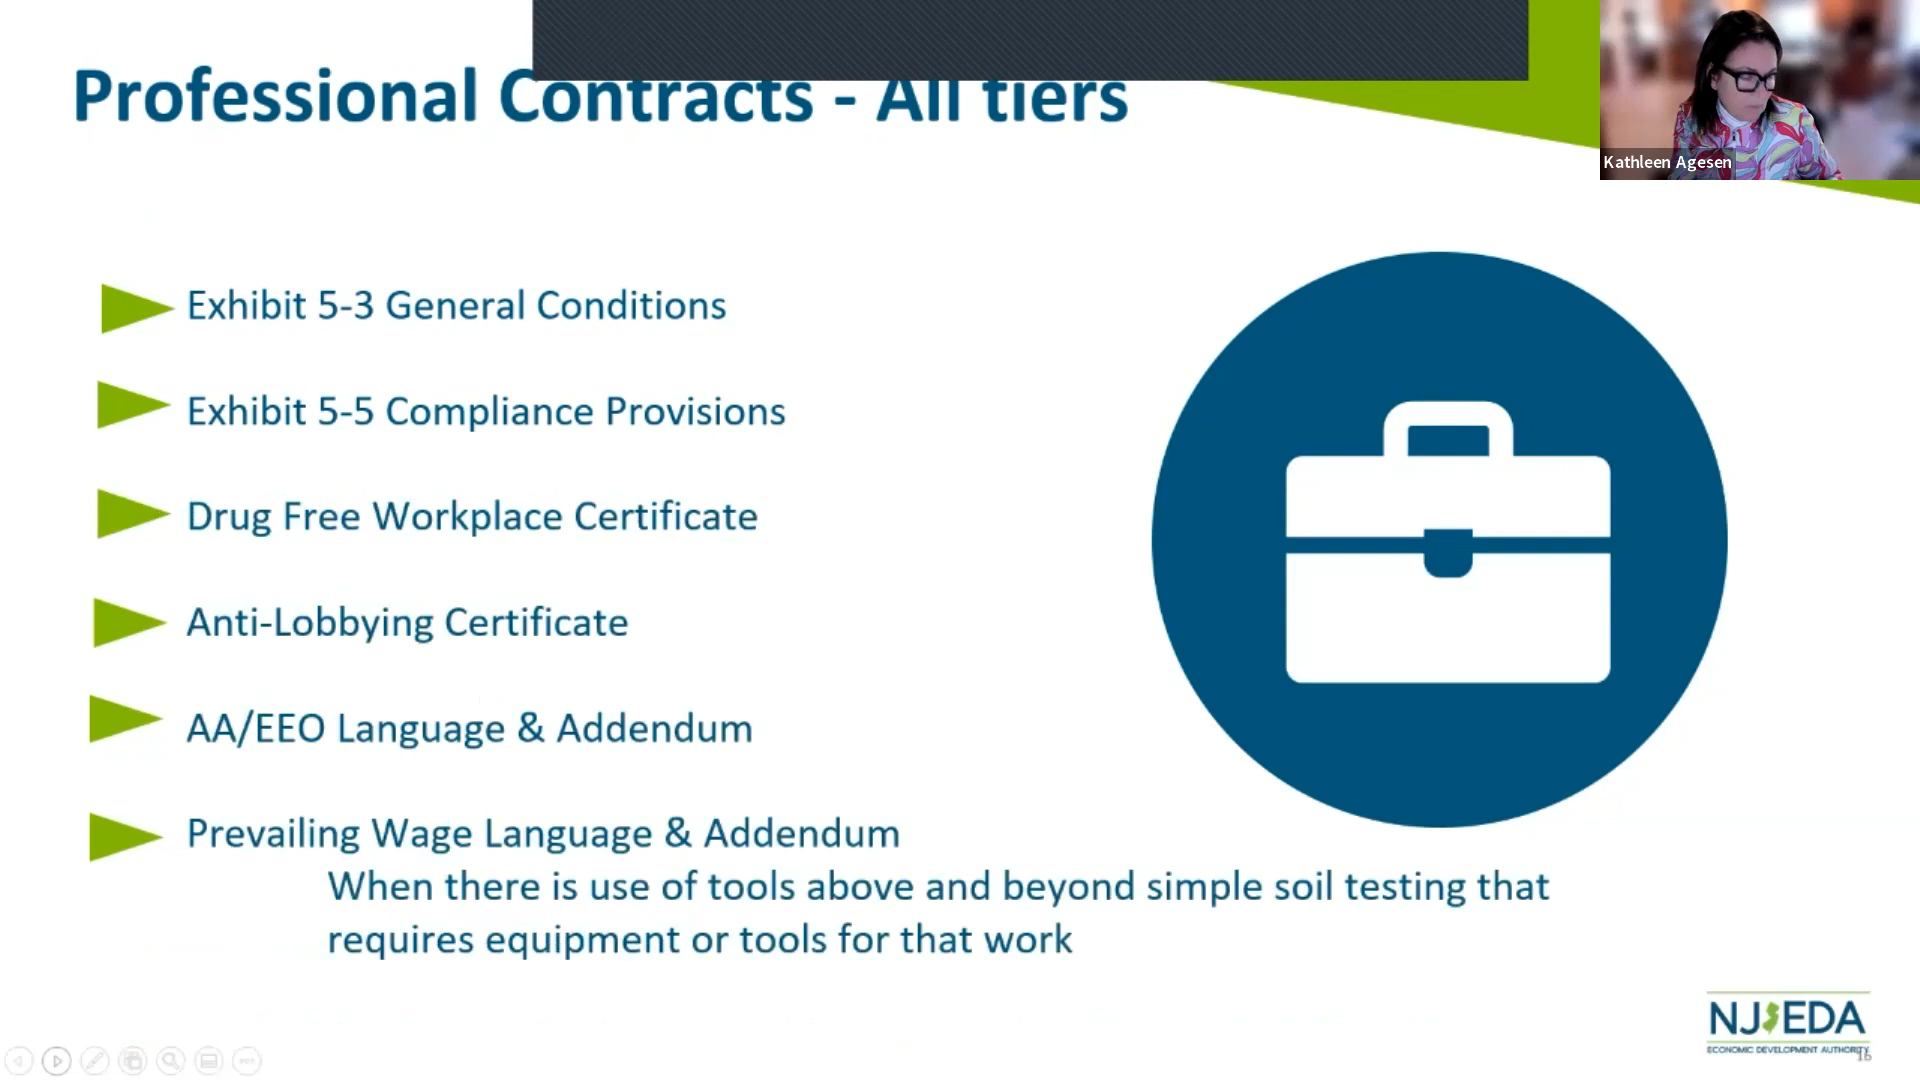 Professional Contracts - All tiers
Kathleen Agesen
Exhibit 5-3 General Conditions
Exhibit 5-5 Compliance Provisions
Drug Free Workplace Certificate
Anti-Lobbying Certificate
AA/EEO Language & Addendum
Prevailing Wage Language & Addendum
When there is use of tools above and beyond simple soil testing that
requires equipment or tools for that work
NJEDA
ECONOMIC DEVELOPMENT AUTHORITY
16